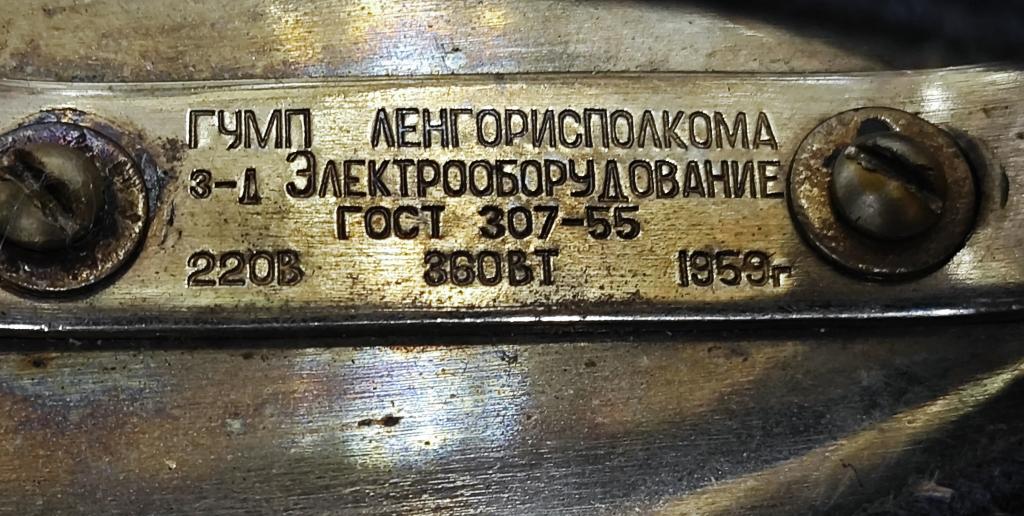 ГУМП ЛЕНГОРИСПОЛКОМА
З-Д ЭЛЕКТРООБОРУДОВАНИЕ
ГОСТ 307-55
220В 360ВТ 1959г